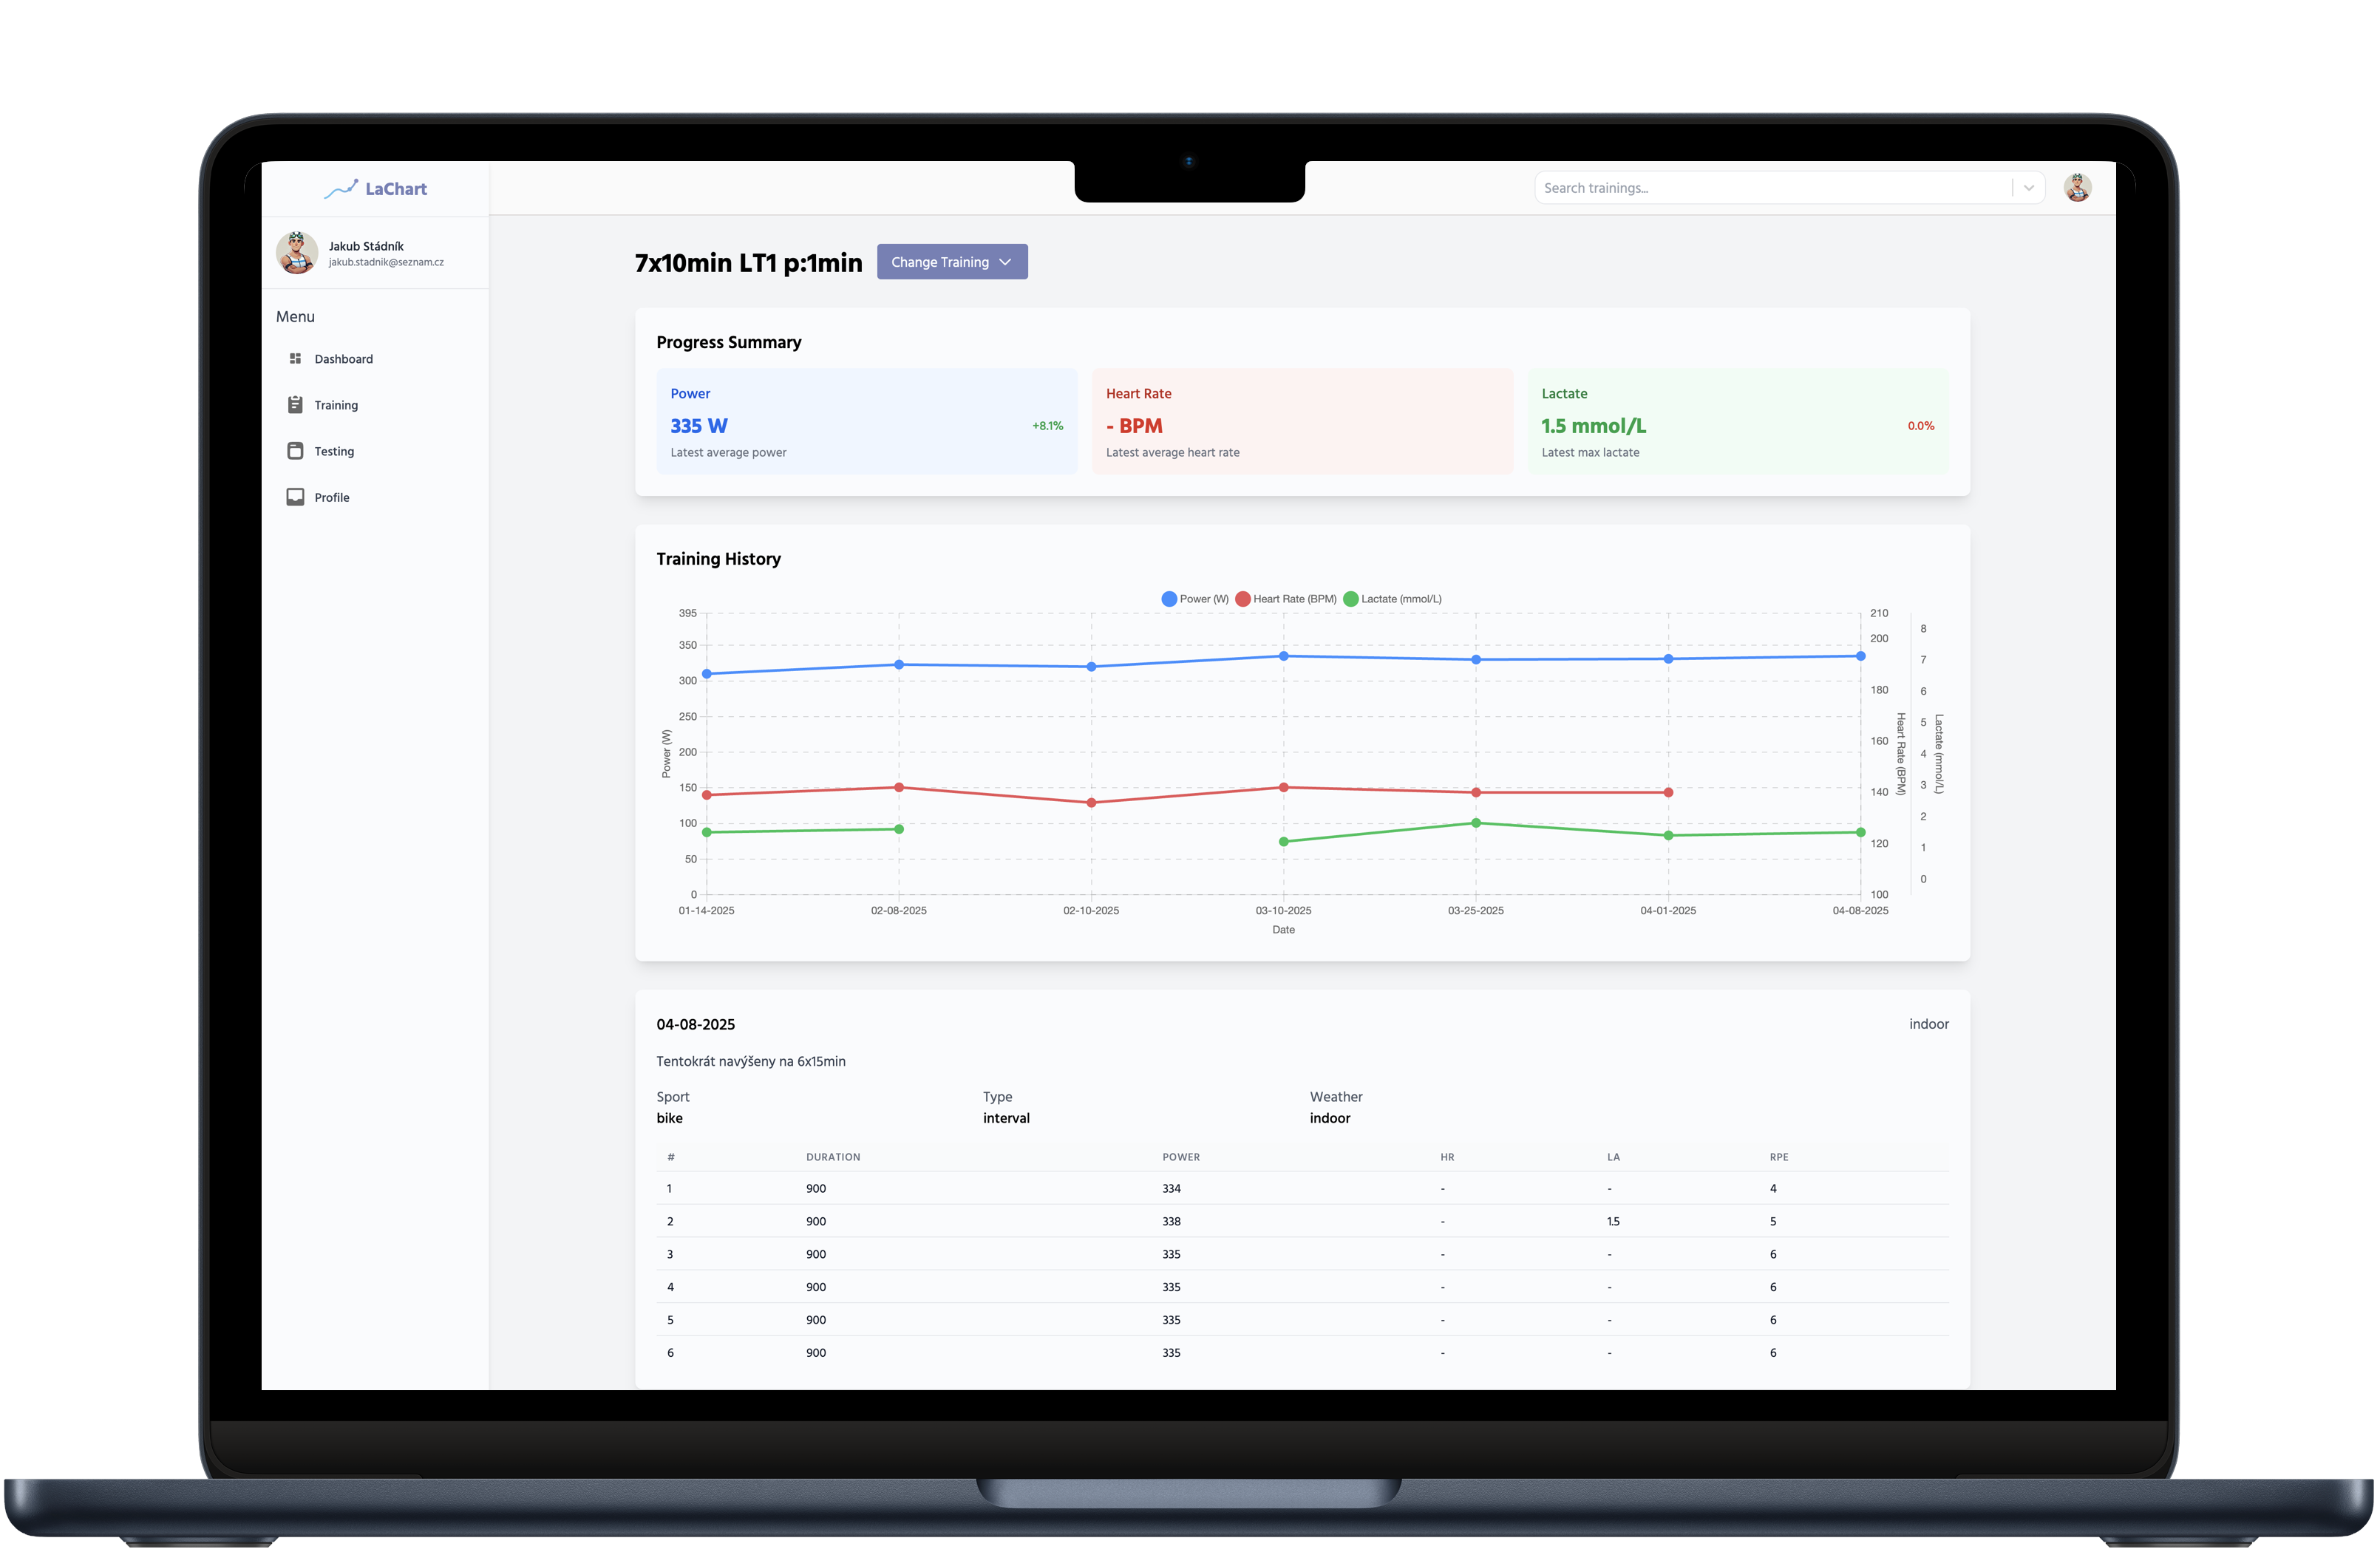 LaChart
Search trainings...
Jakub Stádník
jakub.stadnik@seznam.cz
Menu
Dashboard
Training
Testing
Profile
7x10min LT1 p:1min
Change Training
Progress Summary
Power
335 W
+8.1%
Latest average power
Heart Rate
- BPM
Latest average heart rate
Lactate
1.5 mmol/L
0.0%
Latest max lactate
Training History
Power (W) Heart Rate (BPM) Lactate (mmol/L)
395
350
300
250
200
150
100
50
0
Power (W)
210
200
180
160
140
120
100
Heart Rate (BPM)
8
7
6
5
4
3
2
1
0
Lactate (mmol/L)
01-14-2025 02-08-2025 02-10-2025 03-10-2025 03-25-2025 04-01-2025 04-08-2025
Date
04-08-2025 indoor
Tentokrát navýšeny na 6x15min
Sport Type Weather
bike interval indoor
# DURATION POWER HR LA RPE
1 900 334 - - 4
2 900 338 - 1.5 5
3 900 335 - - 6
4 900 335 - - 6
5 900 335 - - 6
6 900 335 - - 6